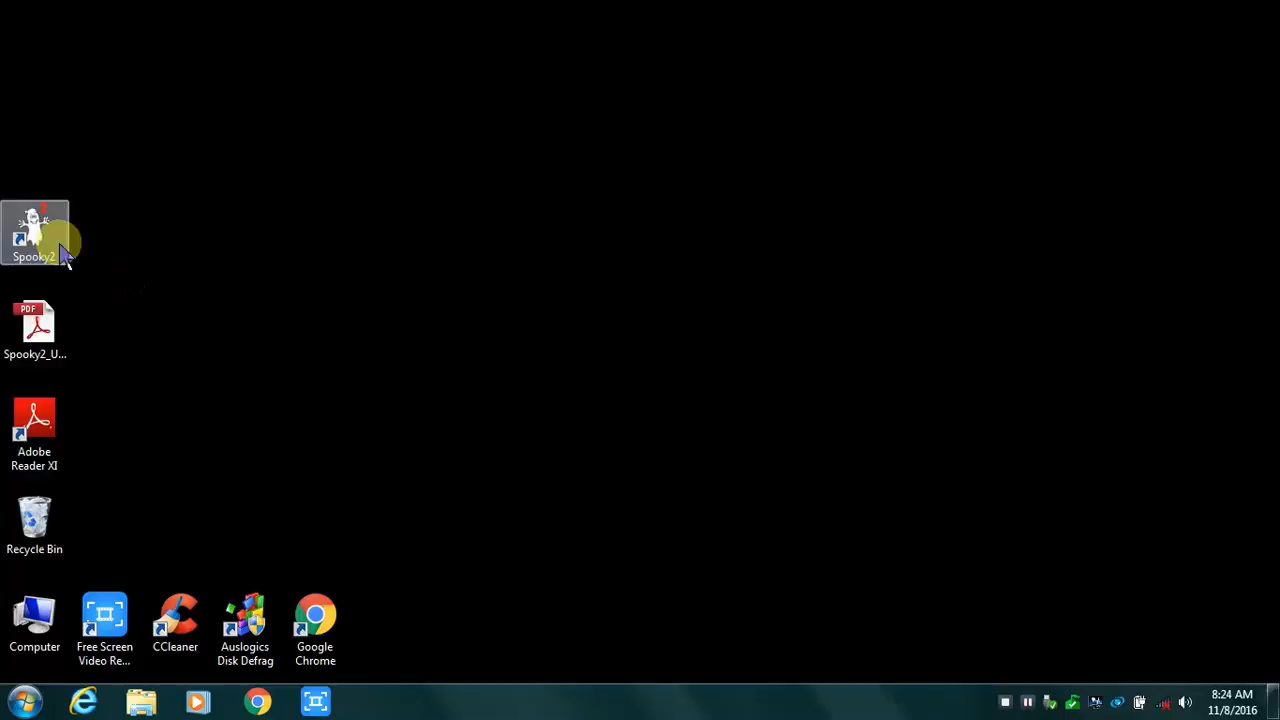 Spooky2
PDF
Spooky2_U...
Adobe
Reader XI
Recycle Bin
Computer
Free Screen
Video Re...
CCleaner
Auslogics
Disk Defrag
Google
Chrome
8:24 AM
11/8/2016